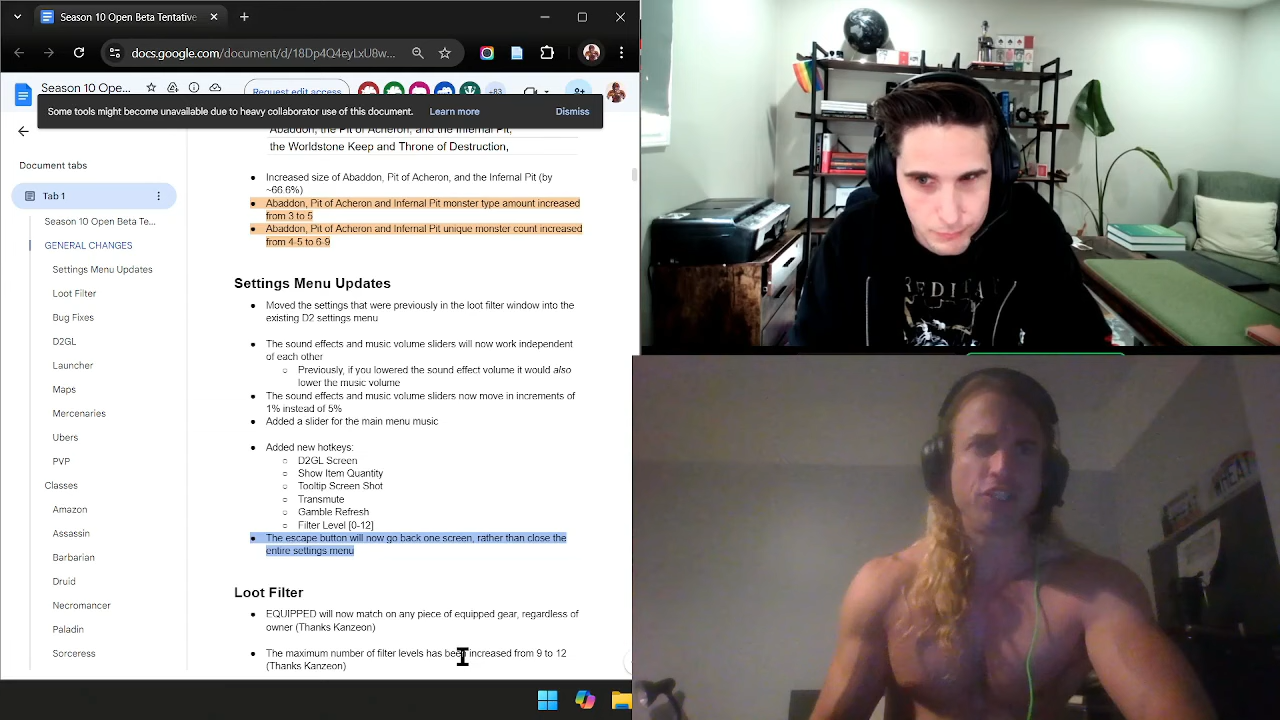 Season 10 Open Beta Tentative
docs.google.com/document/d/18Dp4Q4eyLxU8w...
Season 10 Ope...
Request edit access
+83
Some tools might become unavailable due to heavy collaborator use of this document. Learn more Dismiss
Document tabs
Tab 1
Season 10 Open Beta Te...
GENERAL CHANGES
Settings Menu Updates
Loot Filter
Bug Fixes
D2GL
Launcher
Maps
Mercenaries
Ubers
PVP
Classes
Amazon
Assassin
Barbarian
Druid
Necromancer
Paladin
Sorceress
Abaddon, the Pit of Acheron, and the Infernal Pit,
the Worldstone Keep and Throne of Destruction,
Increased size of Abaddon, Pit of Acheron, and the Infernal Pit (by
~66.6%)
Abaddon, Pit of Acheron and Infernal Pit monster type amount increased
from 3 to 5
Abaddon, Pit of Acheron and Infernal Pit unique monster count increased
from 4-5 to 6-9
Settings Menu Updates
Moved the settings that were previously in the loot filter window into the
existing D2 settings menu
The sound effects and music volume sliders will now work independent
of each other
Previously, if you lowered the sound effect volume it would also
lower the music volume
The sound effects and music volume sliders now move in increments of
1% instead of 5%
Added a slider for the main menu music
Added new hotkeys:
D2GL Screen
Show Item Quantity
Tooltip Screen Shot
Transmute
Gamble Refresh
Filter Level [0-12]
The escape button will now go back one screen, rather than close the
entire settings menu
Loot Filter
EQUIPPED will now match on any piece of equipped gear, regardless of
owner (Thanks Kanzeon)
The maximum number of filter levels has been increased from 9 to 12
(Thanks Kanzeon)